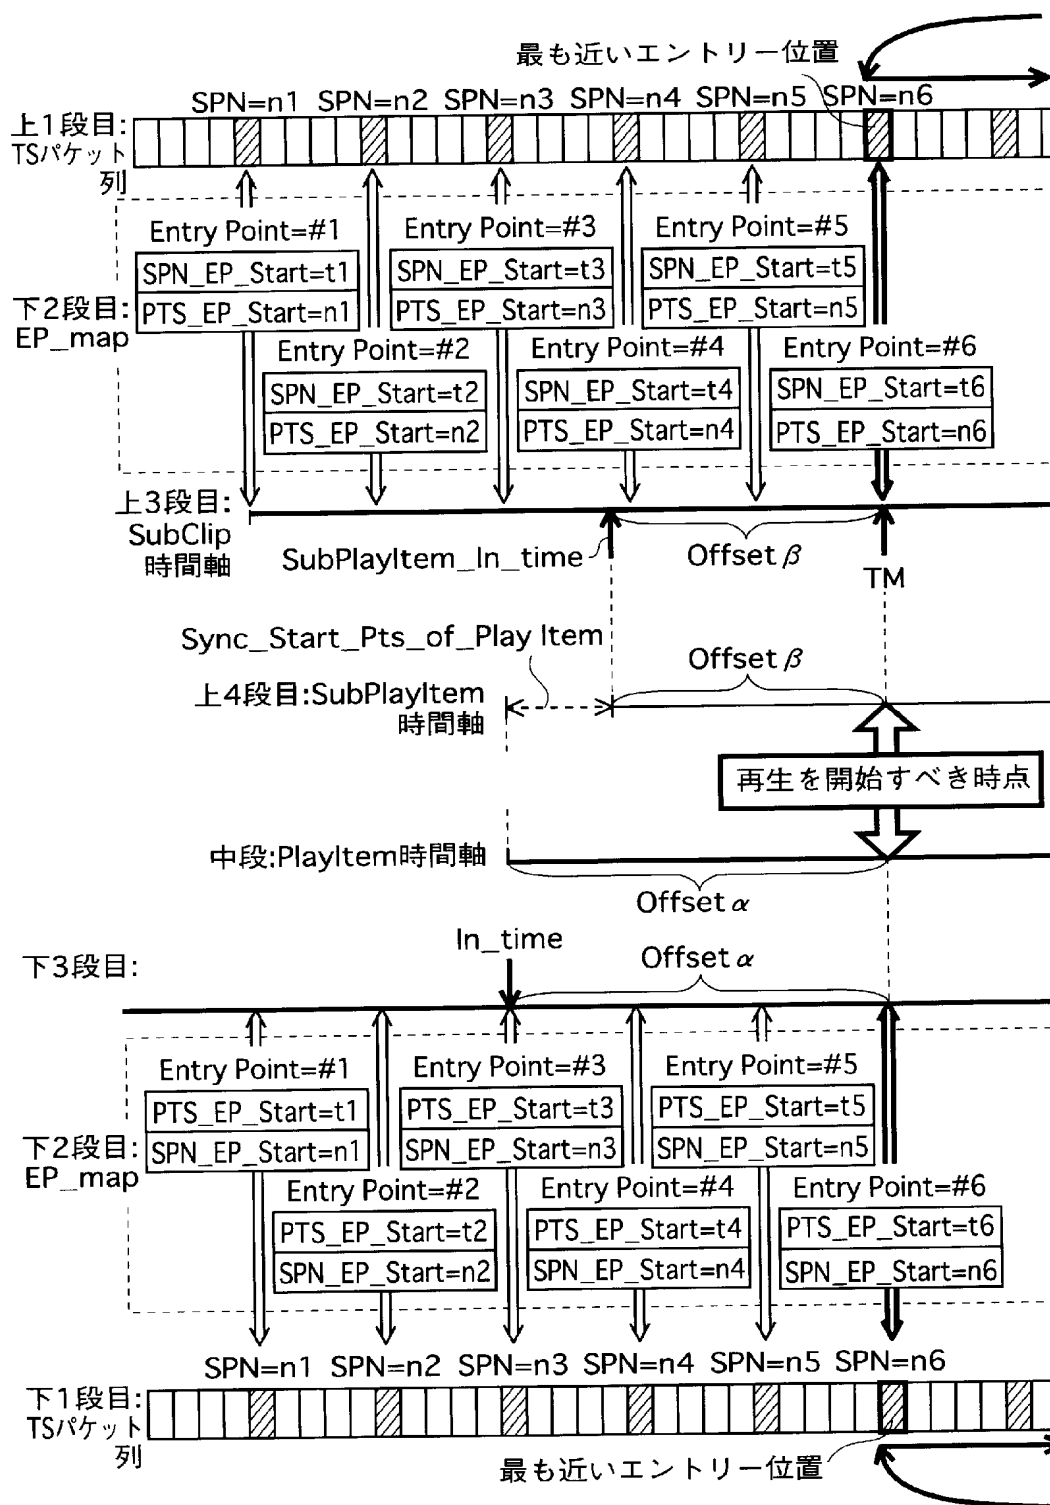 最も近いエントリー位置
SPN=n1 SPN=n2 SPN=n3 SPN=n4 SPN=n5 SPN=n6
上1段目:
TSパケット
列
Entry Point=#1 Entry Point=#3 Entry Point=#5
SPN_EP_Start=t1 SPN_EP_Start=t3 SPN_EP_Start=t5
下2段目: PTS_EP_Start=n1 PTS_EP_Start=n3 PTS_EP_Start=n5
EP_map
Entry Point=#2 Entry Point=#4 Entry Point=#6
SPN_EP_Start=t2 SPN_EP_Start=t4 SPN_EP_Start=t6
PTS_EP_Start=n2 PTS_EP_Start=n4 PTS_EP_Start=n6
上3段目:
SubClip
時間軸
SubPlayItem_In_time Offset β
TM
Sync_Start_Pts_of_Play Item
Offset β
上4段目:SubPlayItem
時間軸
再生を開始すべき時点
中段:PlayItem時間軸
Offset α
In_time
下3段目: Offset α
Entry Point=#1 Entry Point=#3 Entry Point=#5
PTS_EP_Start=t1 PTS_EP_Start=t3 PTS_EP_Start=t5
下2段目: SPN_EP_Start=n1 SPN_EP_Start=n3 SPN_EP_Start=n5
EP_map
Entry Point=#2 Entry Point=#4 Entry Point=#6
PTS_EP_Start=t2 PTS_EP_Start=t4 PTS_EP_Start=t6
SPN_EP_Start=n2 SPN_EP_Start=n4 SPN_EP_Start=n6
SPN=n1 SPN=n2 SPN=n3 SPN=n4 SPN=n5 SPN=n6
下1段目:
TSパケット
列
最も近いエントリー位置